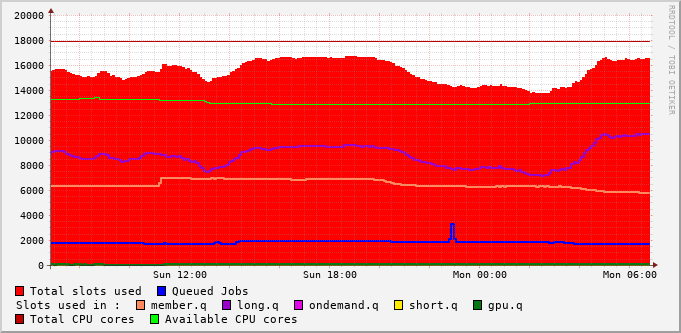 RRDTOOL / TOBI OETIKER
20000
18000
16000
14000
12000
10000
8000
6000
4000
2000
0
Sun 12:00 Sun 18:00 Mon 00:00 Mon 06:00
Total slots used Queued Jobs
Slots used in : member.q long.q ondemand.q short.q gpu.q
Total CPU cores Available CPU cores